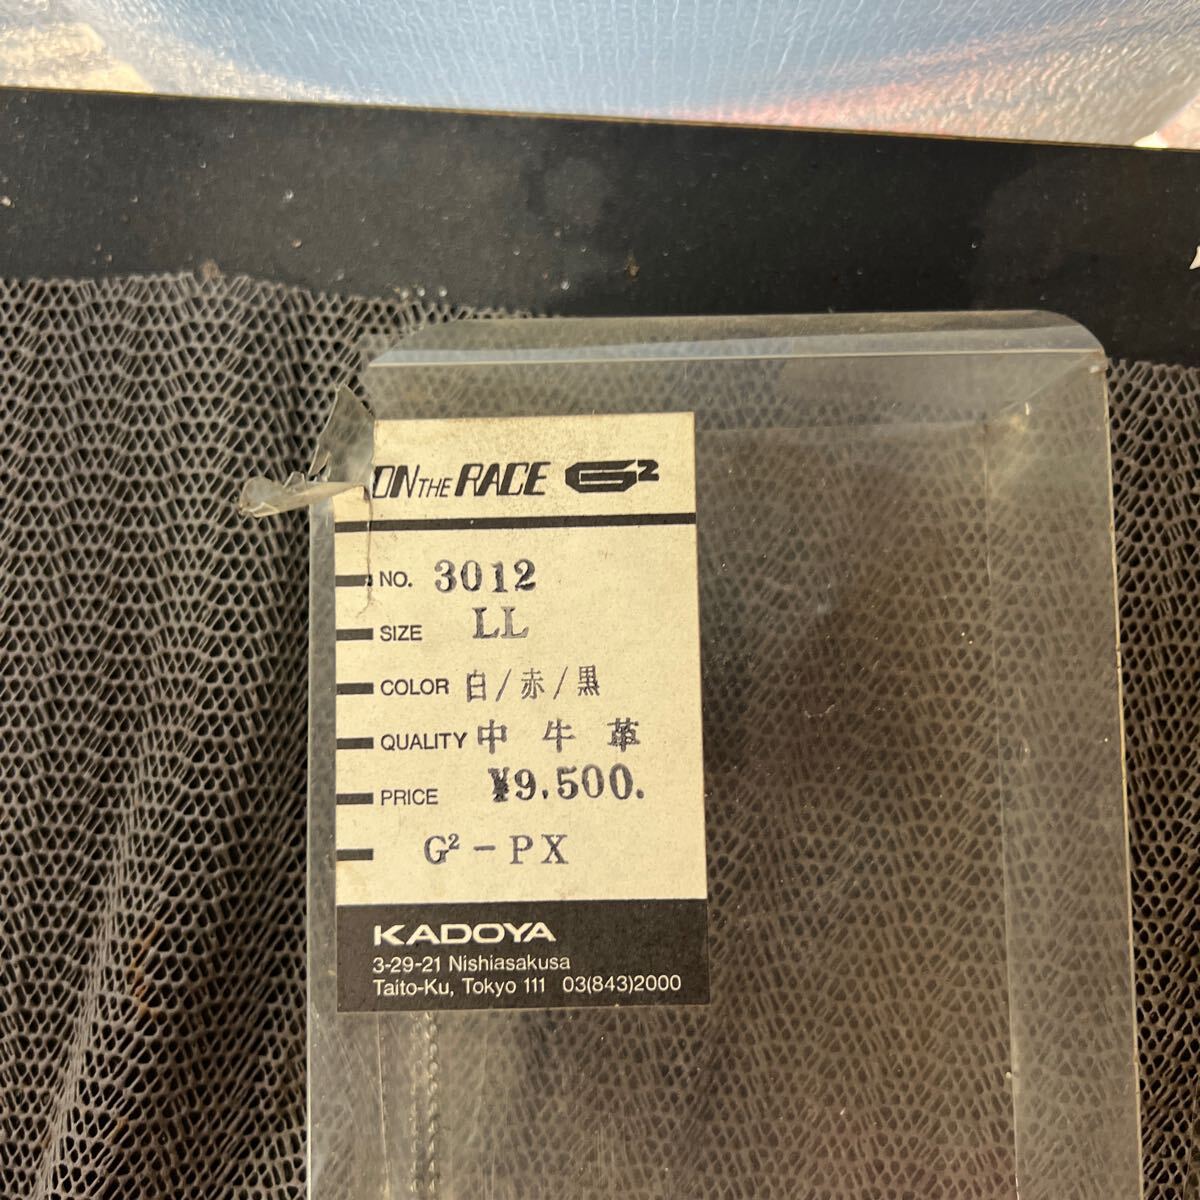 ON THE RACE G²
NO. 3012
SIZE LL
COLOR 白/赤/黒
QUALITY 中 牛 革
PRICE ¥9,500.
G²-PX
KADOYA
3-29-21 Nishiasakusa
Taito-Ku, Tokyo 111 03(843)2000